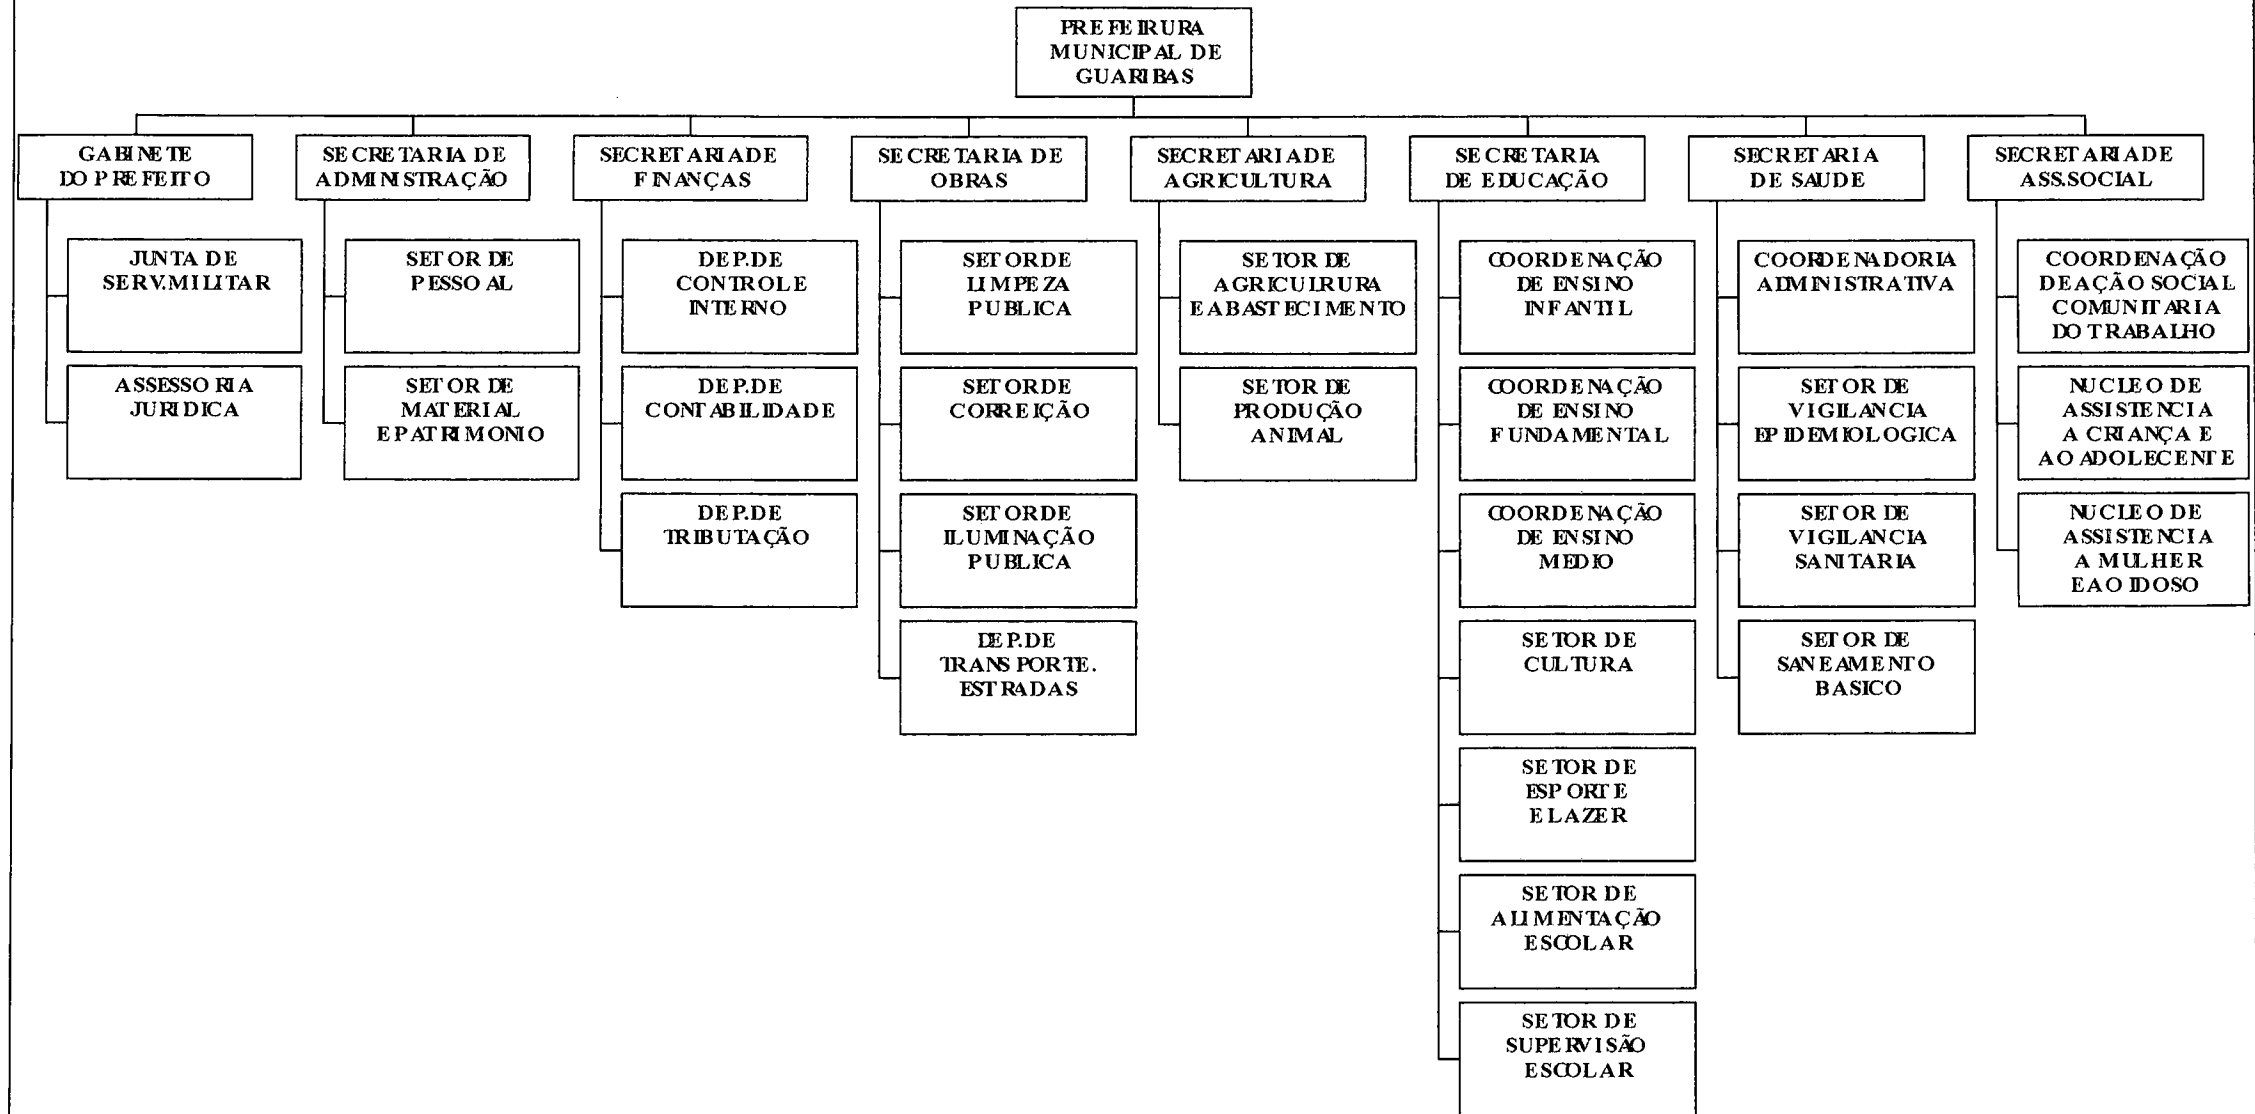 PREFEIRURA
MUNICIPAL DE
GUARIBAS
GABINETE
DO PREFEITO
JUNTA DE
SERV.MILITAR
ASSESSORIA
JURIDICA
SECRETARIA DE
ADMINISTRAÇÃO
SETOR DE
PESSOAL
SETOR DE
MATERIAL
E PATRIMONIO
SECRETARIA DE
FINANÇAS
DEP.DE
CONTROLE
INTERNO
DEP.DE
CONTABILIDADE
DEP.DE
TRIBUTAÇÃO
SECRETARIA DE
OBRAS
SETOR DE
LIMPEZA
PUBLICA
SETOR DE
CORREIÇÃO
SETOR DE
ILUMINAÇÃO
PUBLICA
DEP.DE
TRANSPORTE.
ESTRADAS
SECRETARIA DE
AGRICULTURA
SETOR DE
AGRICULRURA
E ABASTECIMENTO
SETOR DE
PRODUÇÃO
ANIMAL
SECRETARIA
DE EDUCAÇÃO
COORDENAÇÃO
DE ENSINO
INFANTIL
COORDENAÇÃO
DE ENSINO
FUNDAMENTAL
COORDENAÇÃO
DE ENSINO
MEDIO
SETOR DE
CULTURA
SETOR DE
ESPORTE
E LAZER
SETOR DE
ALIMENTAÇÃO
ESCOLAR
SETOR DE
SUPERVISÃO
ESCOLAR
SECRETARIA
DE SAUDE
COORDENADORIA
ADMINISTRATIVA
SETOR DE
VIGILANCIA
EPIDEMIOLOGICA
SETOR DE
VIGILANCIA
SANITARIA
SETOR DE
SANEAMENTO
BASICO
SECRETARIA DE
ASS.SOCIAL
COORDENAÇÃO
DE AÇÃO SOCIAL
COMUNITARIA
DO TRABALHO
NUCLEO DE
ASSISTENCIA
A CRIANÇA E
AO ADOLECENTE
NUCLEO DE
ASSISTENCIA
A MULHER
E AO IDOSO